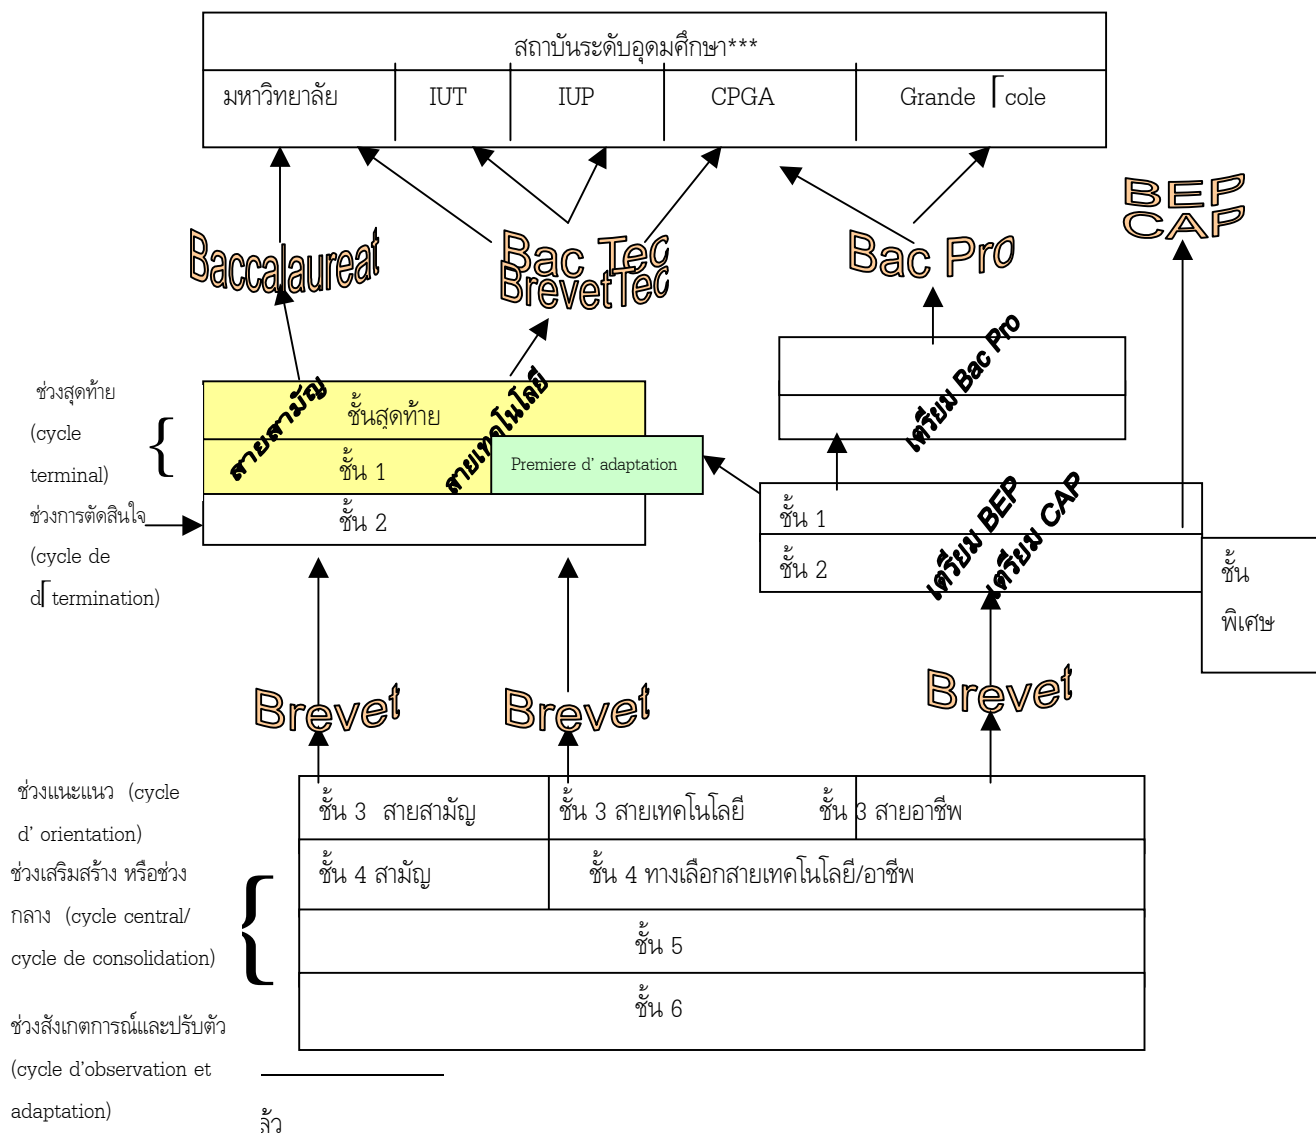 สถาบันระดับอุดมศึกษา***
มหาวิทยาลัย IUT IUP CPGA Grande ⎡ cole
BEP
CAP
Baccalaureat
Bac Tec
BrevetTec
Bac Pro
เตรียม Bac Pro
ช่วงสุดท้าย
(cycle
terminal)
สายสามัญ
ชั้นสุดท้าย
สายเทคโนโลยี
ชั้น 1
Premiere d' adaptation
ชั้น 2
ช่วงการตัดสินใจ
(cycle de
d⎡ termination)
ชั้น 1
ชั้น 2
เตรียม BEP
เตรียม CAP
ชั้น
พิเศษ
Brevet
Brevet
Brevet
ช่วงแนะแนว (cycle
d' orientation)
ชั้น 3 สายสามัญ
ชั้น 3 สายเทคโนโลยี
ชั้น 3 สายอาชีพ
ช่วงเสริมสร้าง หรือช่วง
กลาง (cycle central/
cycle de consolidation)
ชั้น 4 สามัญ
ชั้น 4 ทางเลือกสายเทคโนโลยี/อาชีพ
ชั้น 5
ชั้น 6
ช่วงสังเกตการณ์และปรับตัว
(cycle d'observation et
adaptation)